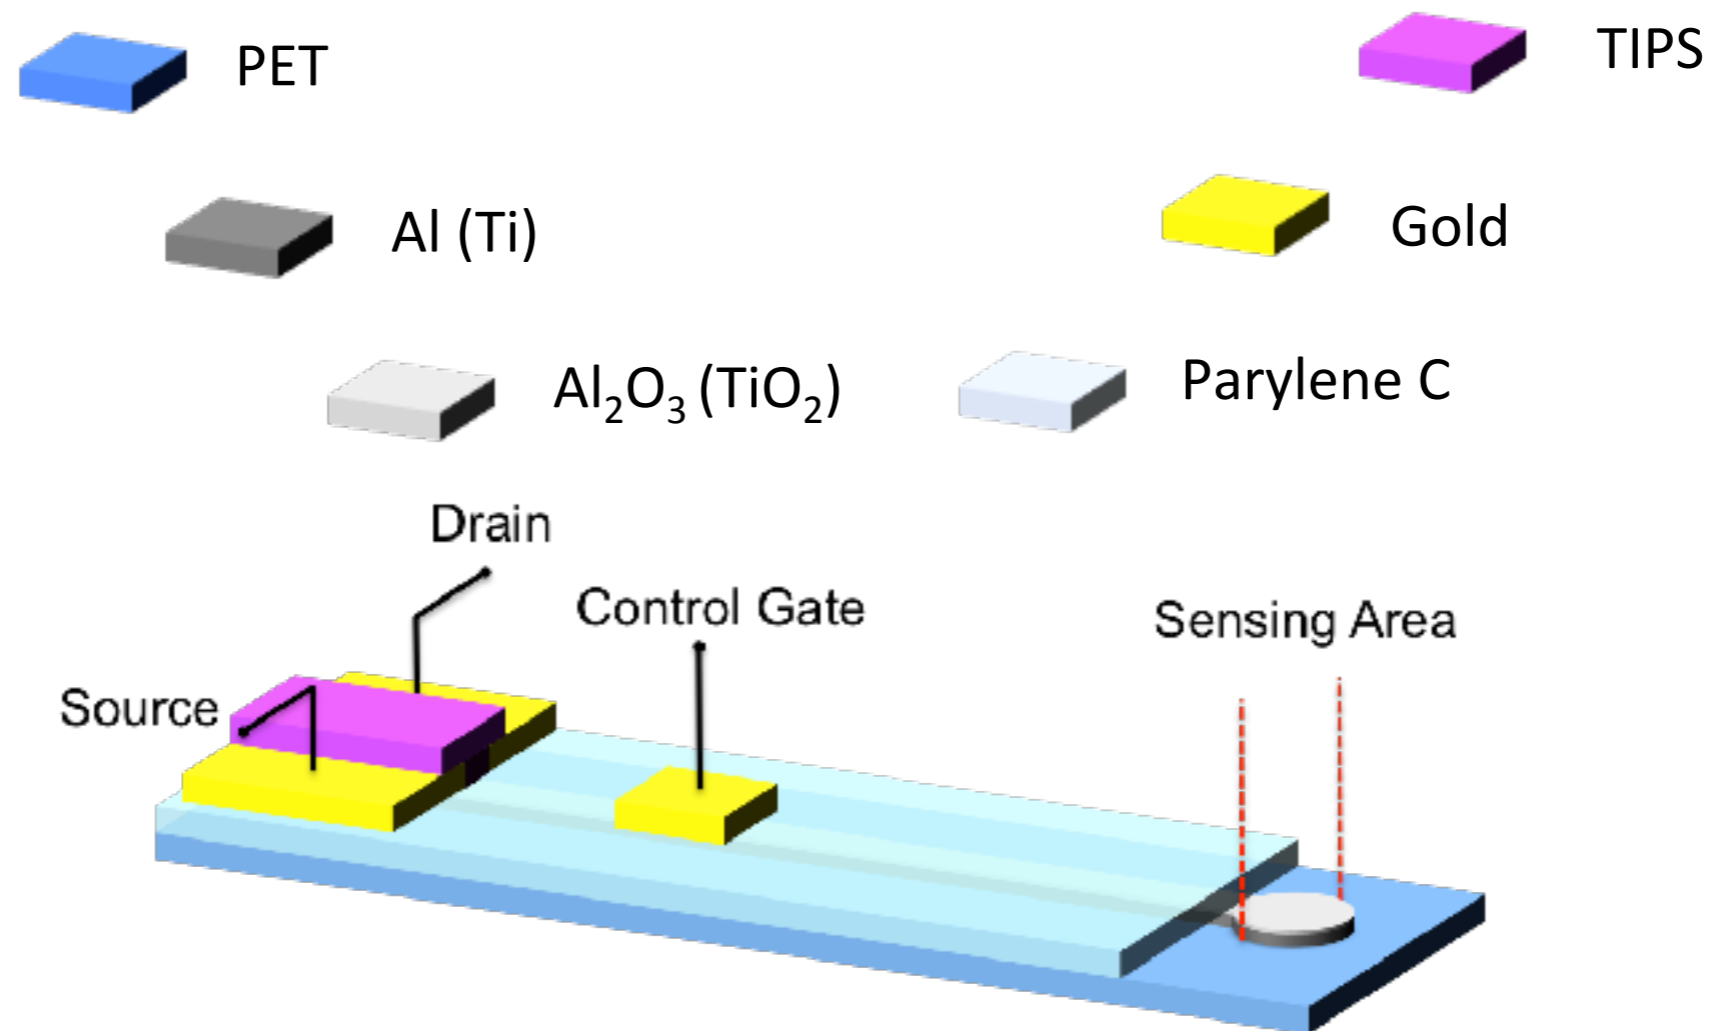 PET
TIPS
Al (Ti)
Gold
Al₂O₃ (TiO₂)
Parylene C
Drain
Control Gate
Sensing Area
Source